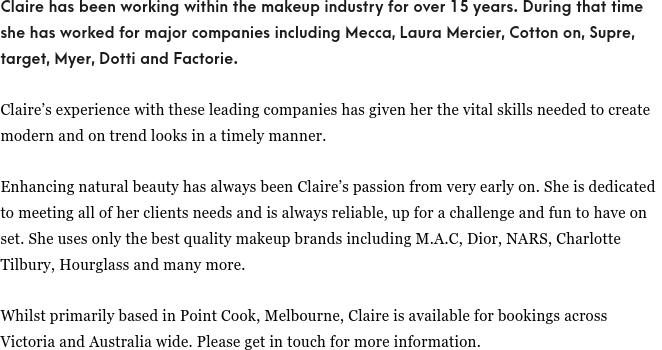 Claire has been working within the makeup industry for over 15 years. During that time
she has worked for major companies including Mecca, Laura Mercier, Cotton on, Supre,
target, Myer, Dotti and Factorie.
Claire’s experience with these leading companies has given her the vital skills needed to create
modern and on trend looks in a timely manner.
Enhancing natural beauty has always been Claire’s passion from very early on. She is dedicated
to meeting all of her clients needs and is always reliable, up for a challenge and fun to have on
set. She uses only the best quality makeup brands including M.A.C, Dior, NARS, Charlotte
Tilbury, Hourglass and many more.
Whilst primarily based in Point Cook, Melbourne, Claire is available for bookings across
Victoria and Australia wide. Please get in touch for more information.